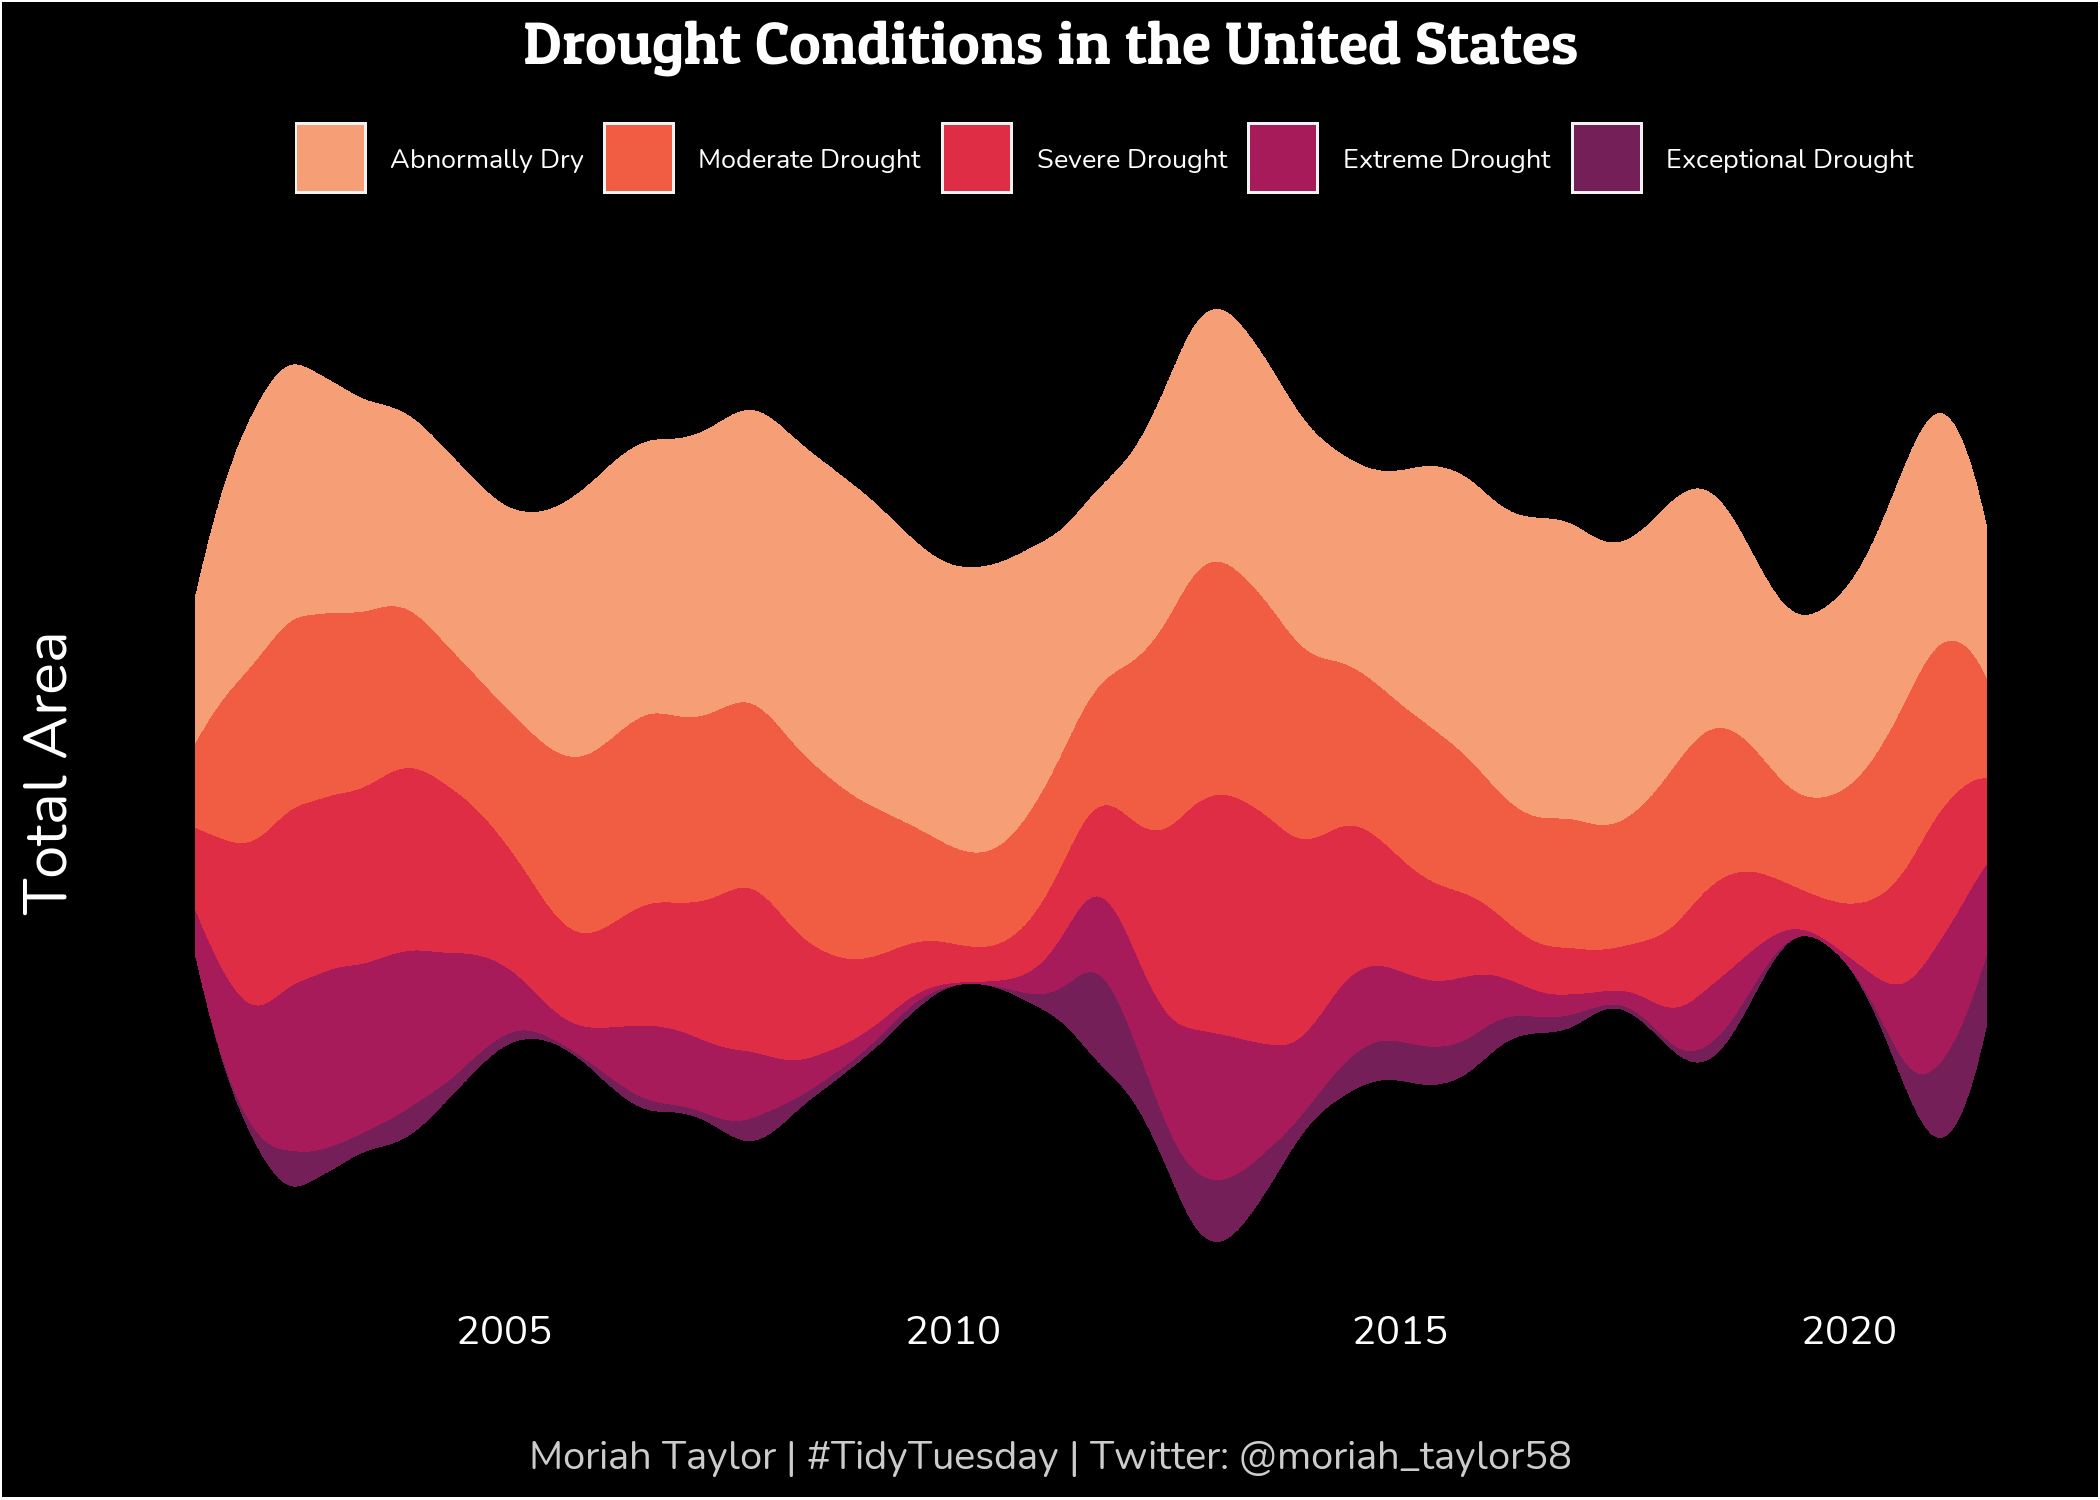 Drought Conditions in the United States
Abnormally Dry Moderate Drought Severe Drought Extreme Drought Exceptional Drought
Total Area
2005 2010 2015 2020
Moriah Taylor | #TidyTuesday | Twitter: @moriah_taylor58